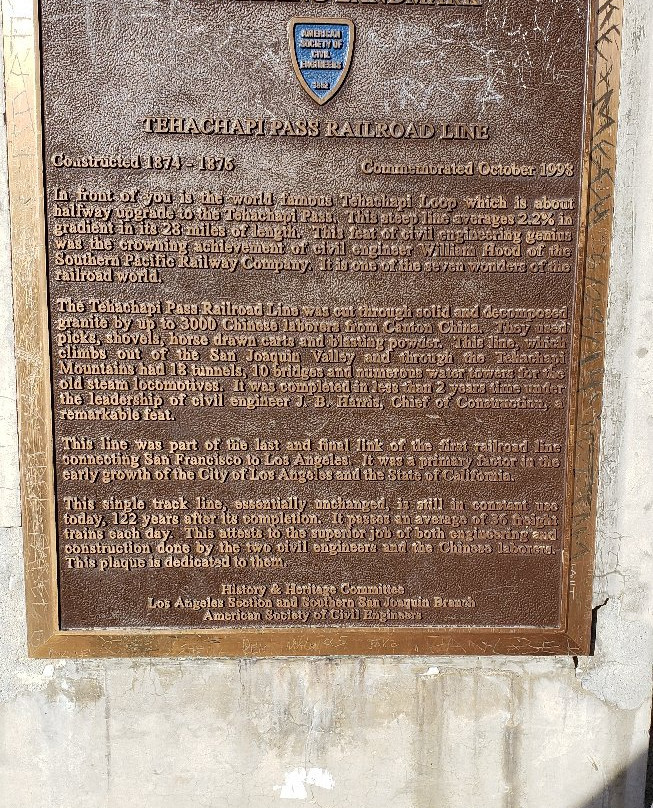 AMERICAN
SOCIETY OF
CIVIL
ENGINEERS
1852
TEHACHAPI PASS RAILROAD LINE
Constructed 1874 - 1876 Commemorated October 1998
In front of you is the world famous Tehachapi Loop which is about
halfway upgrade to the Tehachapi Pass. This steep line averages 2.2% in
gradient in its 28 miles of length. This feat of civil engineering genius
was the crowning achievement of civil engineer William Hood of the
Southern Pacific Railway Company. It is one of the seven wonders of the
railroad world.
The Tehachapi Pass Railroad Line was cut through solid and decomposed
granite by up to 3000 Chinese laborers from Canton China. They used
picks, shovels, horse drawn carts and blasting powder. This line, which
climbs out of the San Joaquin Valley and through the Tehachapi
Mountains had 18 tunnels, 10 bridges and numerous water towers for the
old steam locomotives. It was completed in less than 2 years time under
the leadership of civil engineer J. B. Harris, Chief of Construction, a
remarkable feat.
This line was part of the last and final link of the first railroad line
connecting San Francisco to Los Angeles. It was a primary factor in the
early growth of the City of Los Angeles and the State of California.
This single track line, essentially unchanged, is still in constant use
today, 122 years after its completion. It passes an average of 36 freight
trains each day. This attests to the superior job of both engineering and
construction done by the two civil engineers and the Chinese laborers.
This plaque is dedicated to them.
History & Heritage Committee
Los Angeles Section and Southern San Joaquin Branch
American Society of Civil Engineers